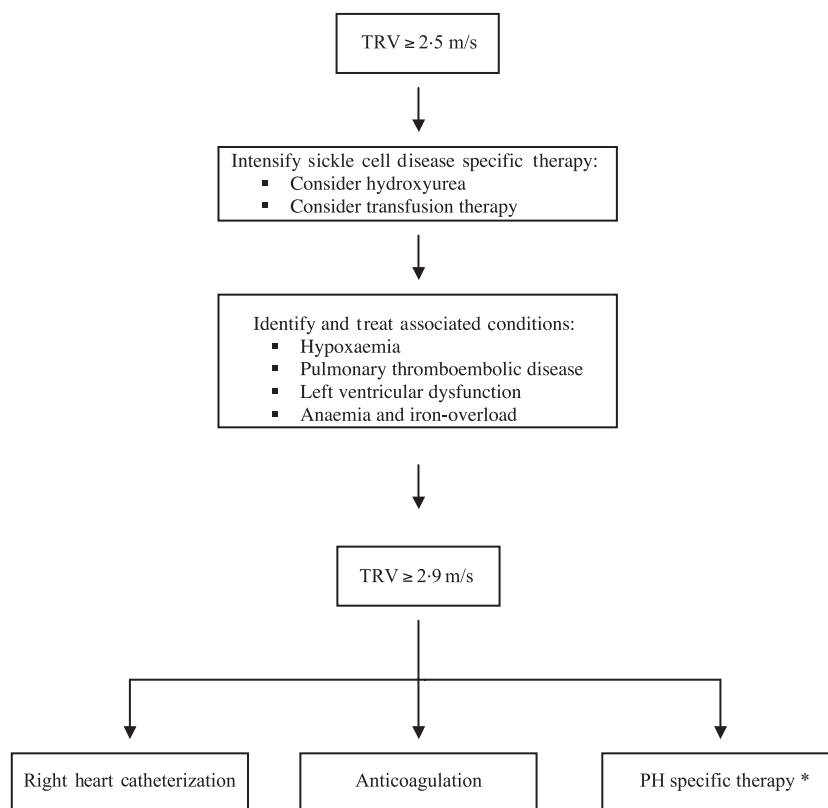 TRV ≥ 2·5 m/s
Intensify sickle cell disease specific therapy:
▪ Consider hydroxyurea
▪ Consider transfusion therapy
Identify and treat associated conditions:
▪ Hypoxaemia
▪ Pulmonary thromboembolic disease
▪ Left ventricular dysfunction
▪ Anaemia and iron-overload
TRV ≥ 2·9 m/s
Right heart catheterization
Anticoagulation
PH specific therapy *